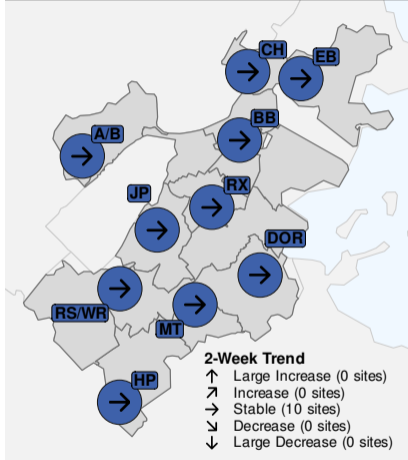 CH
EB
BB
A/B
RX
JP
DOR
RS/WR
MT
HP
2-Week Trend
↑ Large Increase (0 sites)
↗ Increase (0 sites)
→ Stable (10 sites)
↘ Decrease (0 sites)
↓ Large Decrease (0 sites)